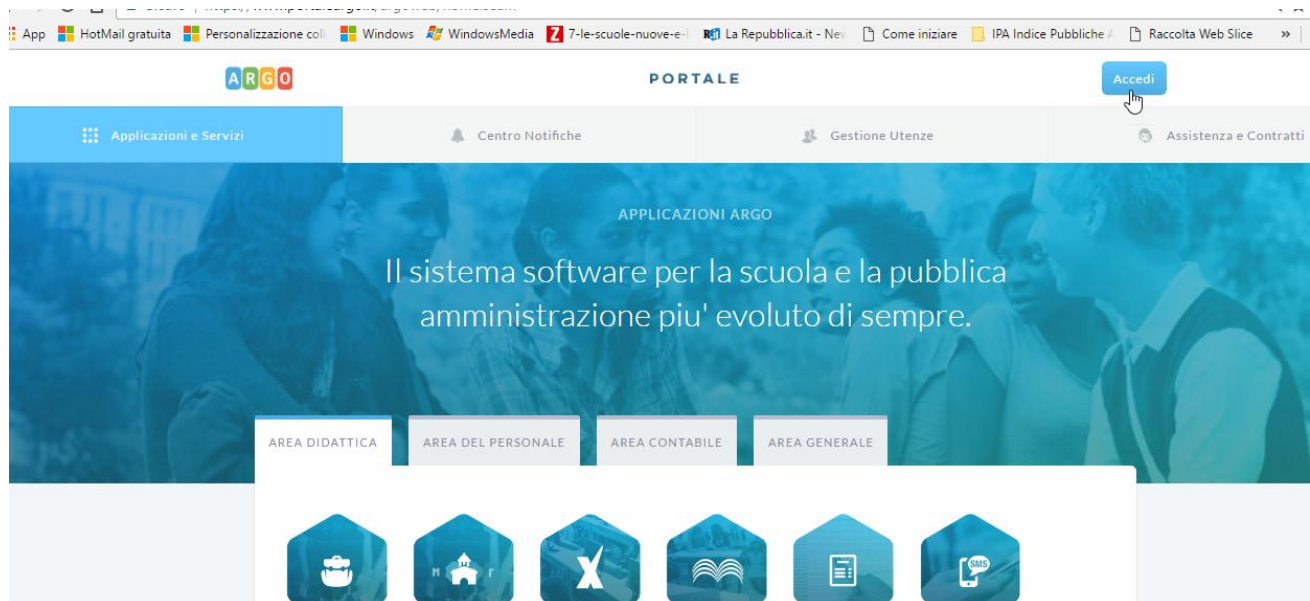 App HotMail gratuita Personalizzazione coll Windows WindowsMedia 7-le-scuole-nuove-e-l La Repubblica.it - New Come iniziare IPA Indice Pubbliche A Raccolta Web Slice »
ARGO PORTALE Accedi
Applicazioni e Servizi Centro Notifiche Gestione Utenze Assistenza e Contratti
APPLICAZIONI ARGO
Il sistema software per la scuola e la pubblica
amministrazione piu' evoluto di sempre.
AREA DIDATTICA AREA DEL PERSONALE AREA CONTABILE AREA GENERALE
SMS